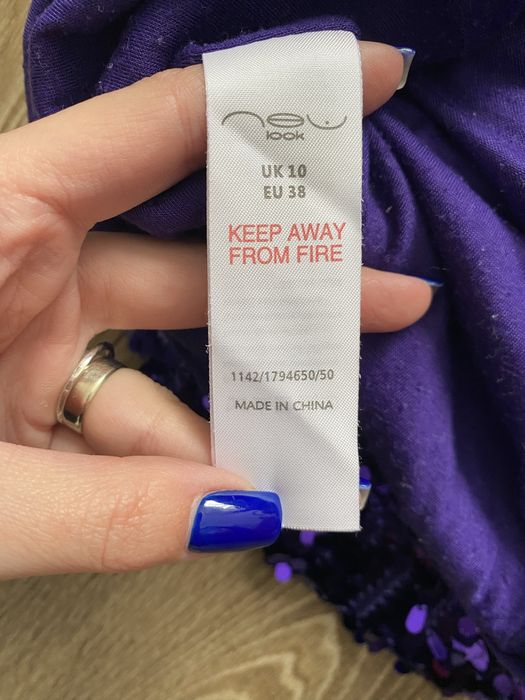 new
look
UK 10
EU 38
KEEP AWAY
FROM FIRE
1142/1794650/50
MADE IN CHINA